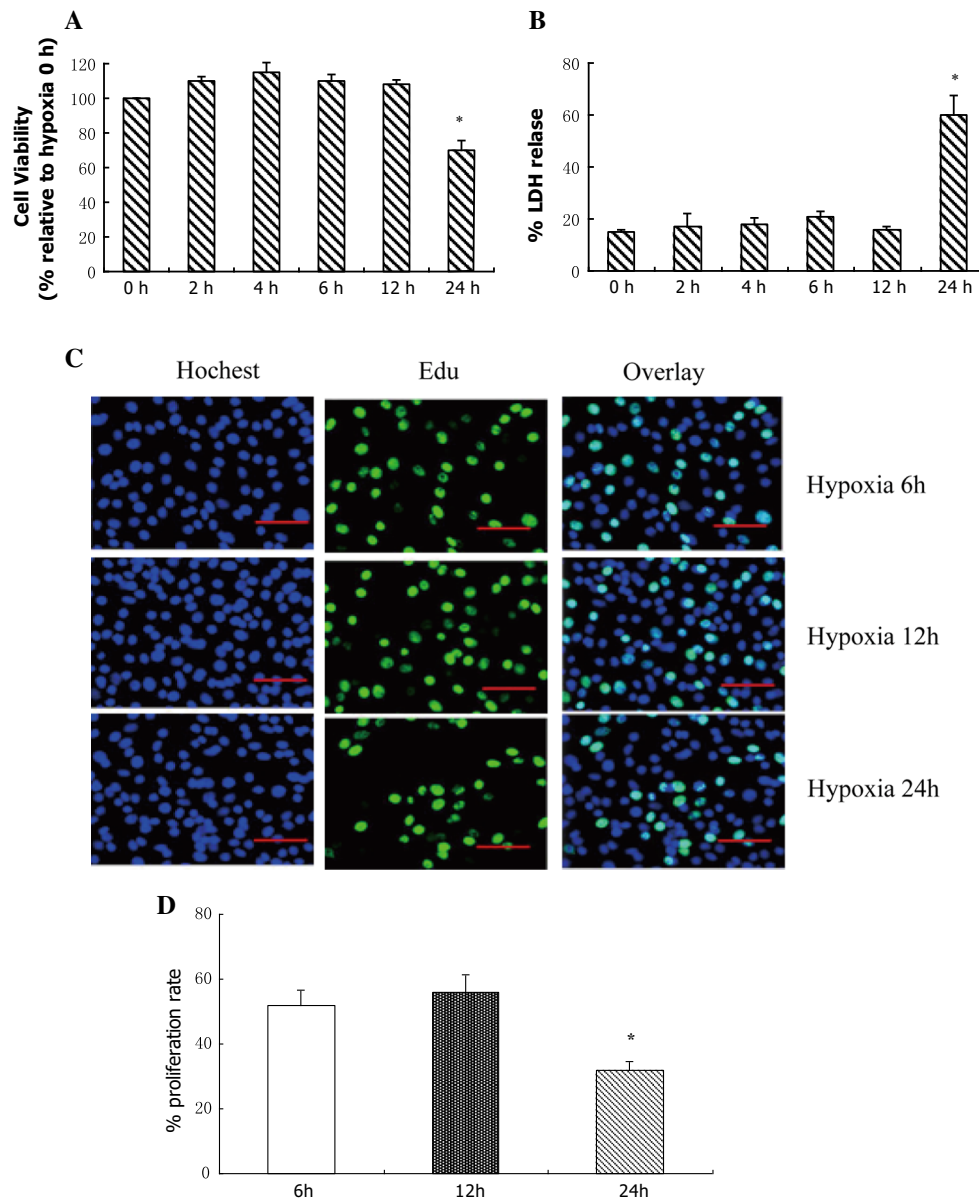 A
Cell Viability
(% relative to hypoxia 0 h)
120
100
80
60
40
20
0
*
0 h 2 h 4 h 6 h 12 h 24 h
B
% LDH relase
80
60
40
20
0
*
0 h 2 h 4 h 6 h 12 h 24 h
C
Hochest Edu Overlay
Hypoxia 6h
Hypoxia 12h
Hypoxia 24h
D
% proliferation rate
80
60
40
20
0
*
6h 12h 24h